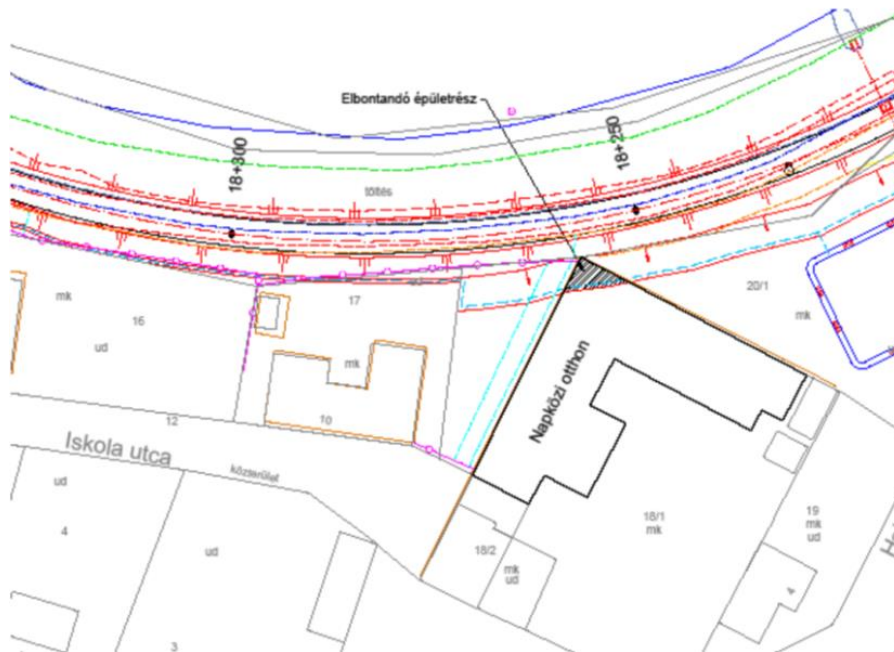 Elbontandó épületrész
18+300
18+250
töltés
mk
16
ud
17
mk
20/1
mk
12
10
Napközi otthon
Iskola utca
közterület
ud
4
ud
18/2
mk
ud
18/1
mk
19
mk
ud
4
3